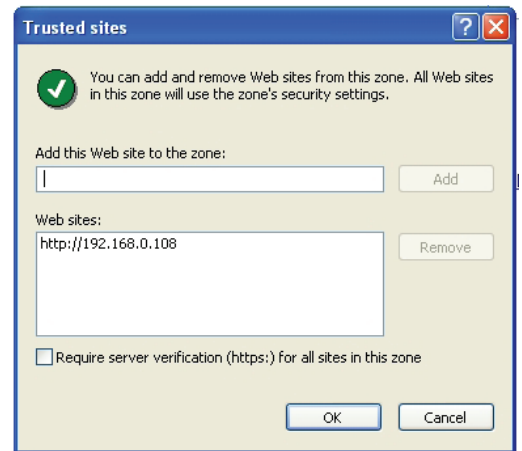 Trusted sites
You can add and remove Web sites from this zone. All Web sites
in this zone will use the zone's security settings.
Add this Web site to the zone:
Add
Web sites:
http://192.168.0.108
Remove
Require server verification (https:) for all sites in this zone
OK
Cancel